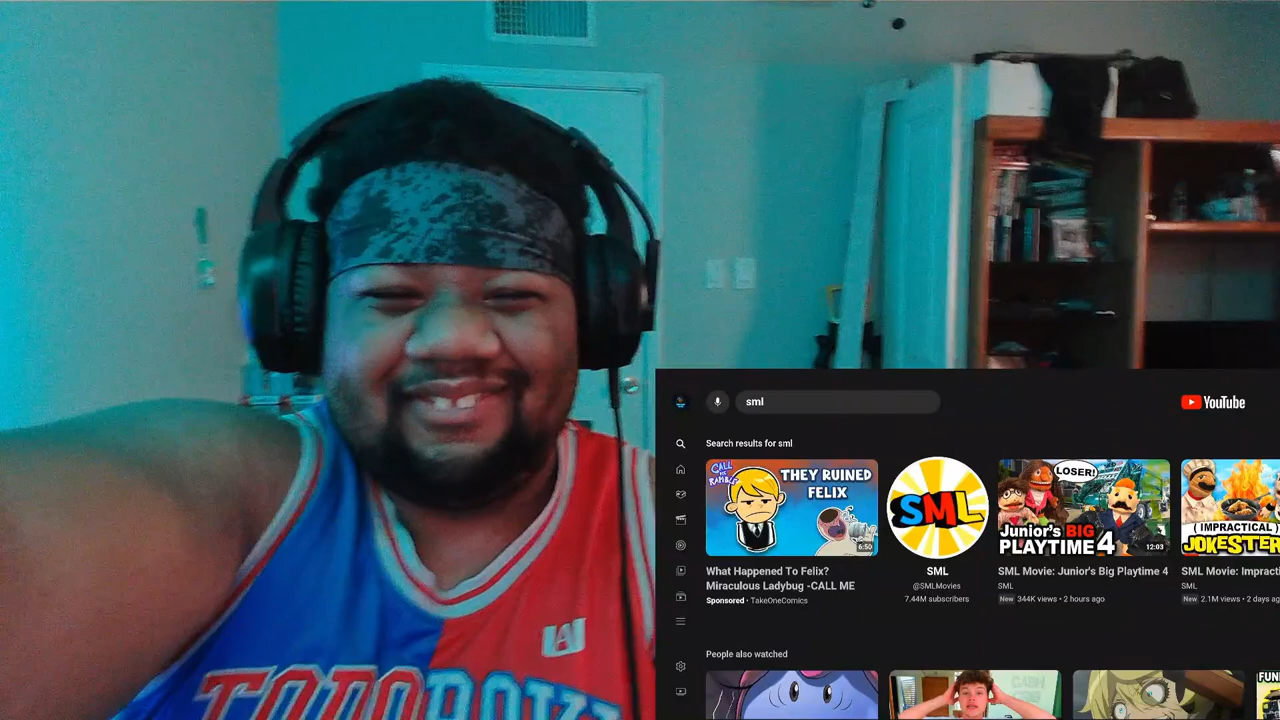 sml
YouTube
Search results for sml
CALL ME RAMBLE
THEY RUINED
FELIX
6:50
What Happened To Felix?
Miraculous Ladybug -CALL ME
Sponsored • TakeOneComics
SML
SML
@SMLMovies
7.44M subscribers
LOSER!
Junior's BIG
PLAYTIME 4
12:03
SML Movie: Junior's Big Playtime 4
SML
New 344K views • 2 hours ago
( IMPRACTICAL )
JOKESTER
SML Movie: Impracti
SML
New 2.1M views • 2 days ag
People also watched
FUN
TODOROKI